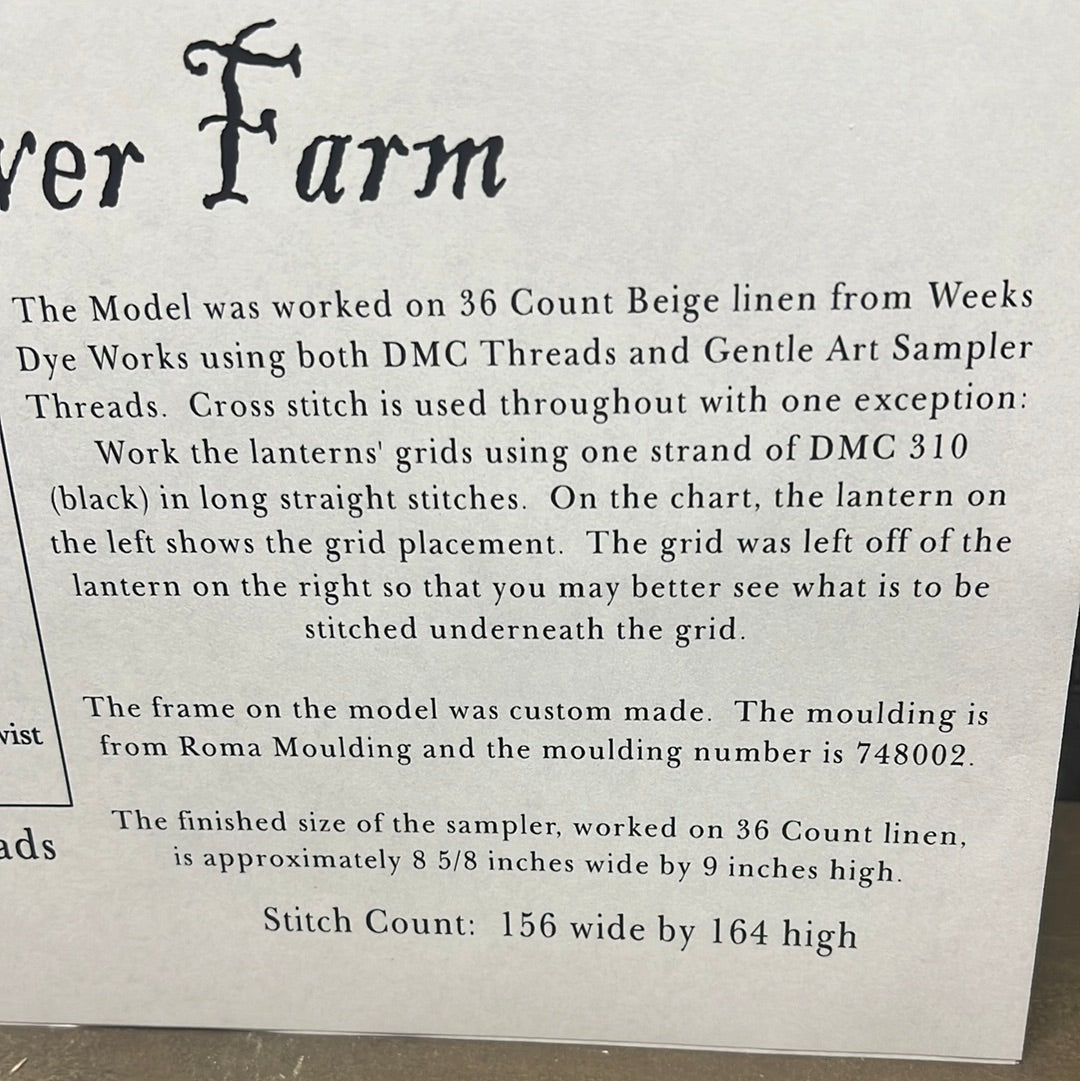 Farm
The Model was worked on 36 Count Beige linen from Weeks
Dye Works using both DMC Threads and Gentle Art Sampler
Threads. Cross stitch is used throughout with one exception:
Work the lanterns' grids using one strand of DMC 310
(black) in long straight stitches. On the chart, the lantern on
the left shows the grid placement. The grid was left off of the
lantern on the right so that you may better see what is to be
stitched underneath the grid.
The frame on the model was custom made. The moulding is
from Roma Moulding and the moulding number is 748002.
The finished size of the sampler, worked on 36 Count linen,
is approximately 8 5/8 inches wide by 9 inches high.
Stitch Count: 156 wide by 164 high